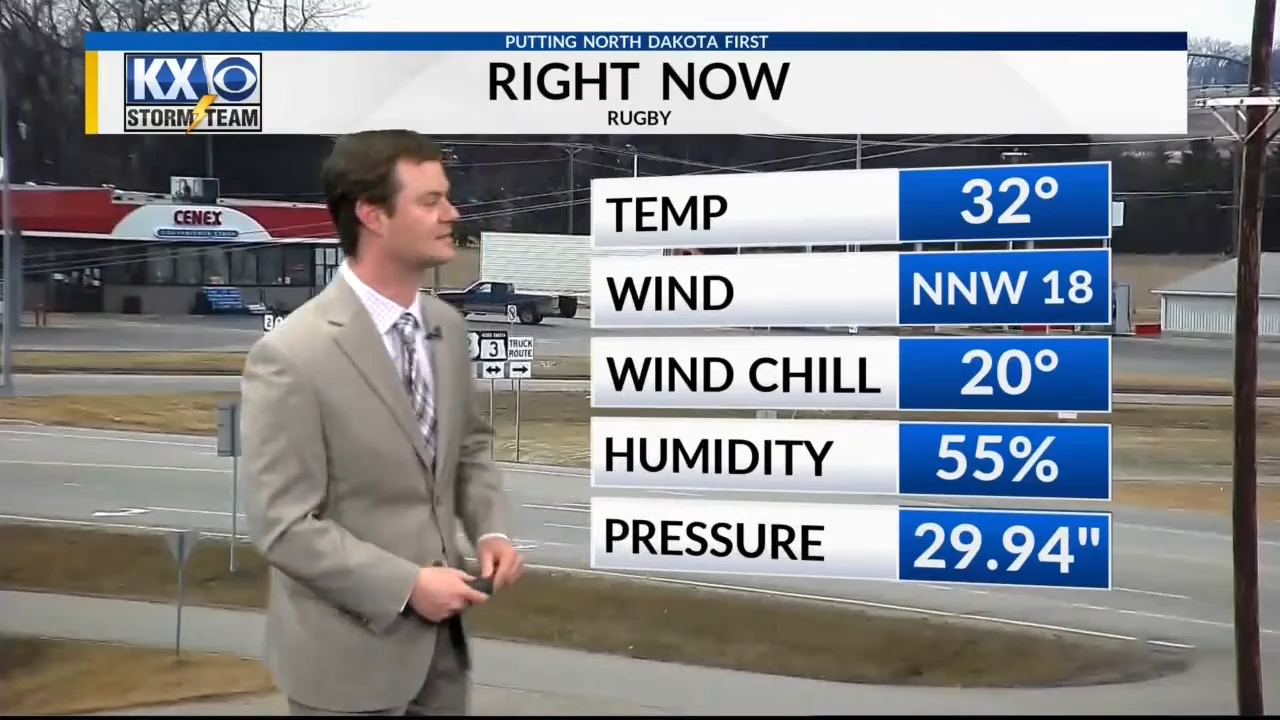 PUTTING NORTH DAKOTA FIRST
KX
STORM TEAM
RIGHT NOW
RUGBY
TEMP 32°
WIND NNW 18
WIND CHILL 20°
HUMIDITY 55%
PRESSURE 29.94"
CENEX
3
TRUCK
ROUTE